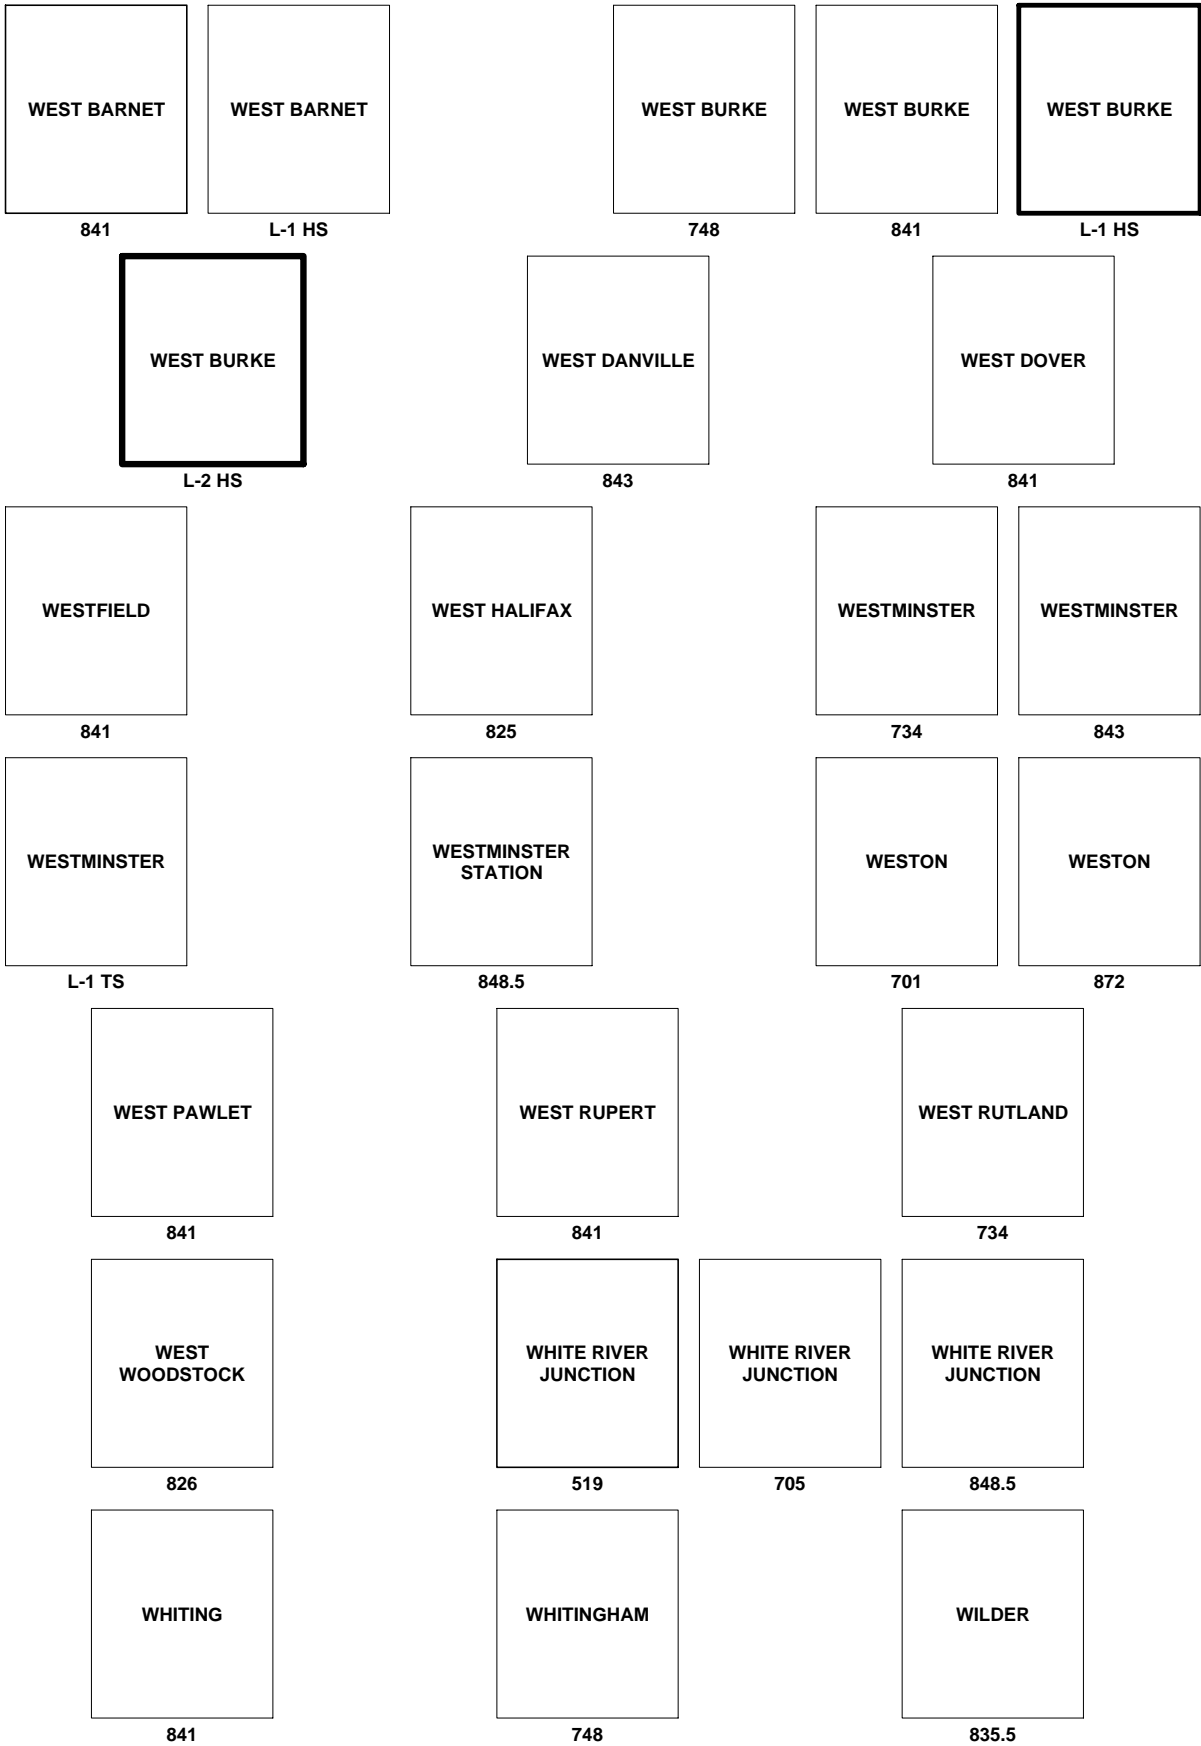 WEST BARNET
WEST BARNET
WEST BURKE
WEST BURKE
WEST BURKE
841
L-1 HS
748
841
L-1 HS
WEST BURKE
WEST DANVILLE
WEST DOVER
L-2 HS
843
841
WESTFIELD
WEST HALIFAX
WESTMINSTER
WESTMINSTER
841
825
734
843
WESTMINSTER
WESTMINSTER
STATION
WESTON
WESTON
L-1 TS
848.5
701
872
WEST PAWLET
WEST RUPERT
WEST RUTLAND
841
841
734
WEST
WOODSTOCK
WHITE RIVER
JUNCTION
WHITE RIVER
JUNCTION
WHITE RIVER
JUNCTION
826
519
705
848.5
WHITING
WHITINGHAM
WILDER
841
748
835.5